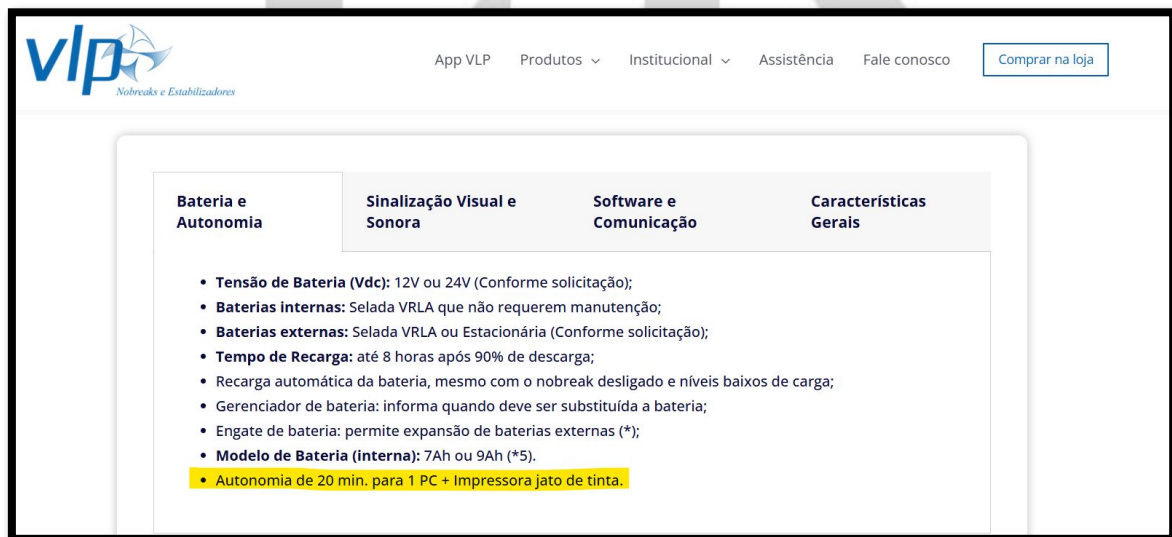 vlp
Nobreaks e Estabilizadores
App VLP Produtos Institucional Assistência Fale conosco Comprar na loja
Bateria e
Autonomia
Sinalização Visual e
Sonora
Software e
Comunicação
Características
Gerais
• Tensão de Bateria (Vdc): 12V ou 24V (Conforme solicitação);
• Baterias internas: Selada VRLA que não requerem manutenção;
• Baterias externas: Selada VRLA ou Estacionária (Conforme solicitação);
• Tempo de Recarga: até 8 horas após 90% de descarga;
• Recarga automática da bateria, mesmo com o nobreak desligado e níveis baixos de carga;
• Gerenciador de bateria: informa quando deve ser substituída a bateria;
• Engate de bateria: permite expansão de baterias externas (*);
• Modelo de Bateria (interna): 7Ah ou 9Ah (*5).
• Autonomia de 20 min. para 1 PC + Impressora jato de tinta.